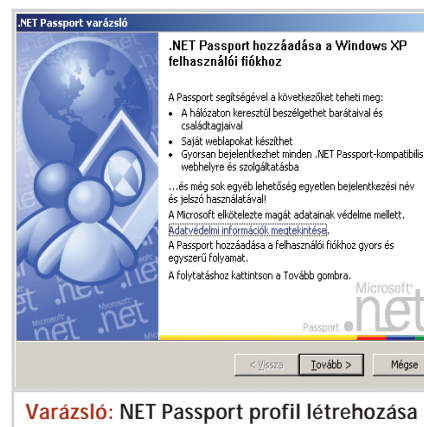 .NET Passport varázsló
.NET Passport hozzáadása a Windows XP
felhasználói fiókhoz
A Passport segítségével a következőket teheti meg:
• A hálózaton keresztül beszélgethet barátaival és
családtagjaival
• Saját weblapokat készíthet
• Gyorsan bejelentkezhet minden .NET Passport-kompatibilis
webhelyre és szolgáltatásba
...és még sok egyéb lehetőség egyetlen bejelentkezési név
és jelszó használatával!
A Microsoft elkötelezte magát adatainak védelme mellett.
Adatvédelmi információk megtekintése.
A Passport hozzáadása a felhasználói fiókhoz gyors és
egyszerű folyamat.
A folytatáshoz kattintson a Tovább gombra.
Microsoft
Passport .net
< Vissza Tovább > Mégse
Varázsló: NET Passport profil létrehozása